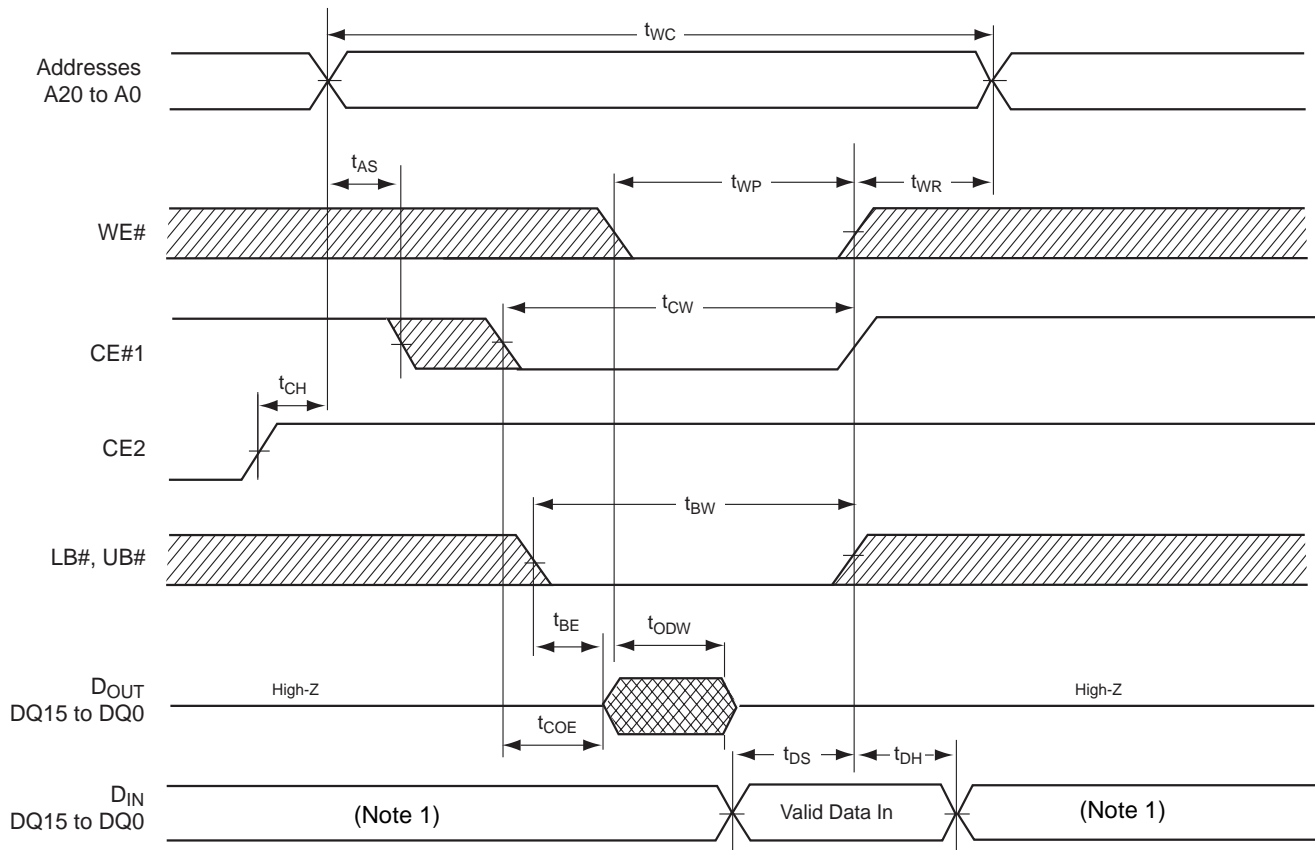 tWC
Addresses
A20 to A0
tAS
tWP
tWR
WE#
tCW
CE#1
tCH
CE2
tBW
LB#, UB#
tBE
tODW
DOUT
DQ15 to DQ0
High-Z
High-Z
tCOE
tDS
tDH
DIN
DQ15 to DQ0
(Note 1)
Valid Data In
(Note 1)